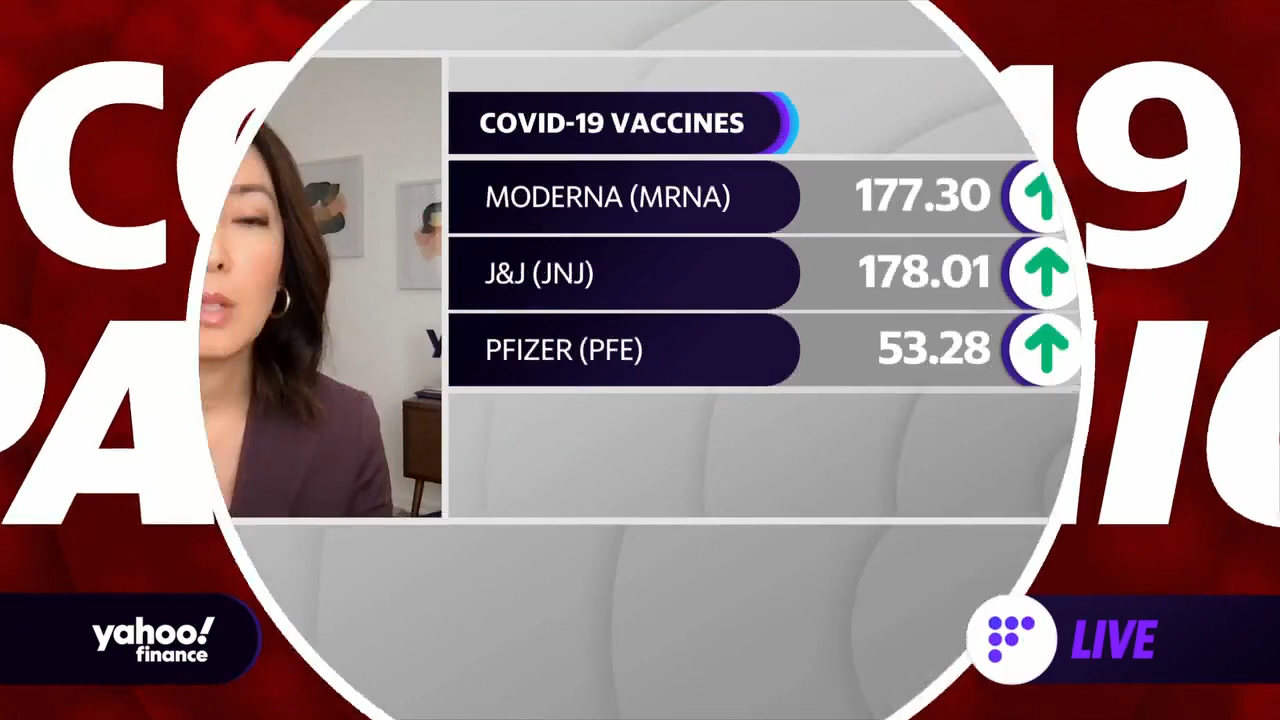 COVID-19 VACCINES
MODERNA (MRNA) 177.30
J&J (JNJ) 178.01
PFIZER (PFE) 53.28
yahoo!
finance
LIVE